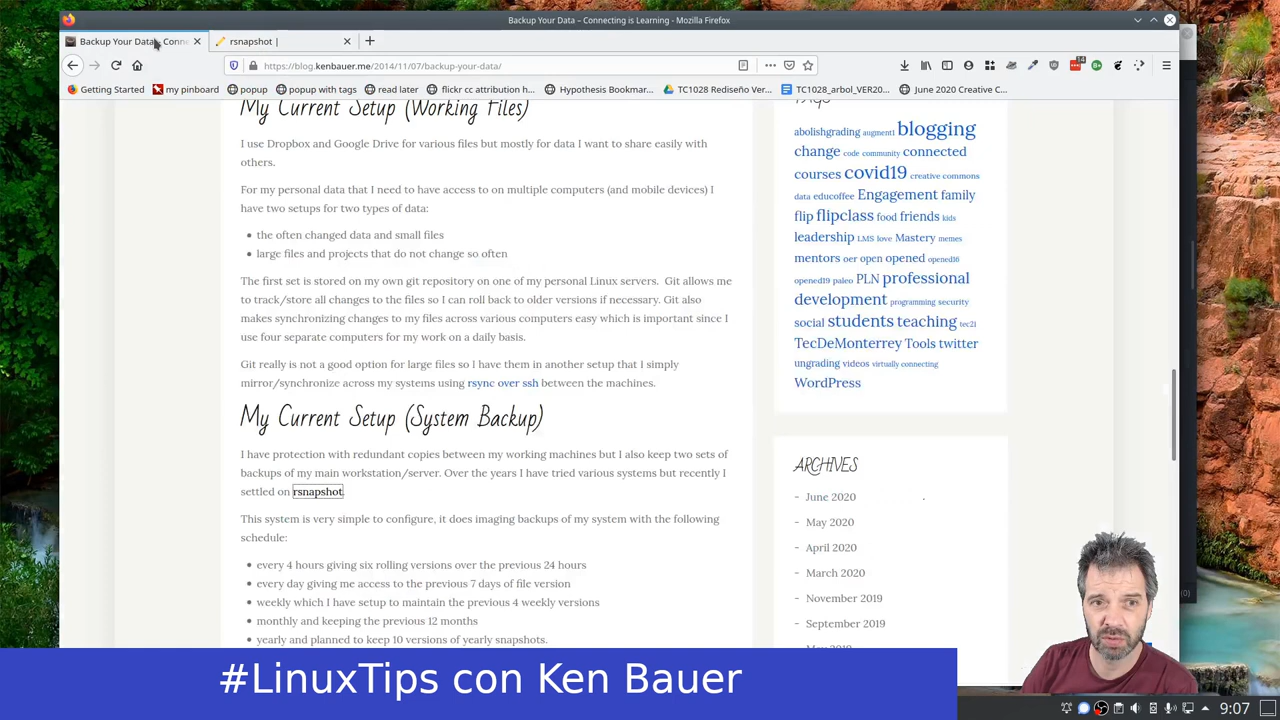 Backup Your Data – Connecting is Learning - Mozilla Firefox
Backup Your Data – Conne
rsnapshot |
https://blog.kenbauer.me/2014/11/07/backup-your-data/
Getting Started
my pinboard
popup
popup with tags
read later
flickr cc attribution h...
Hypothesis Bookmar...
TC1028 Rediseño Ver...
TC1028_arbol_VER20...
June 2020 Creative C...
My Current Setup (Working Files)
I use Dropbox and Google Drive for various files but mostly for data I want to share easily with
others.
For my personal data that I need to have access to on multiple computers (and mobile devices) I
have two setups for two types of data:
the often changed data and small files
large files and projects that do not change so often
The first set is stored on my own git repository on one of my personal Linux servers. Git allows me
to track/store all changes to the files so I can roll back to older versions if necessary. Git also
makes synchronizing changes to my files across various computers easy which is important since I
use four separate computers for my work on a daily basis.
Git really is not a good option for large files so I have them in another setup that I simply
mirror/synchronize across my systems using rsync over ssh between the machines.
My Current Setup (System Backup)
I have protection with redundant copies between my working machines but I also keep two sets of
backups of my main workstation/server. Over the years I have tried various systems but recently I
settled on rsnapshot.
This system is very simple to configure, it does imaging backups of my system with the following
schedule:
every 4 hours giving six rolling versions over the previous 24 hours
every day giving me access to the previous 7 days of file version
weekly which I have setup to maintain the previous 4 weekly versions
monthly and keeping the previous 12 months
yearly and planned to keep 10 versions of yearly snapshots.
TAGS
abolishgrading augment1 blogging
change code community connected
courses covid19 creative commons
data educoffee Engagement family
flip flipclass food friends kids
leadership LMS love Mastery memes
mentors oer open opened opened16
opened19 paleo PLN professional
development programming security
social students teaching tec21
TecDeMonterrey Tools twitter
ungrading videos virtually connecting
WordPress
ARCHIVES
- June 2020
- May 2020
- April 2020
- March 2020
- November 2019
- September 2019
(0)
#LinuxTips con Ken Bauer
9:07